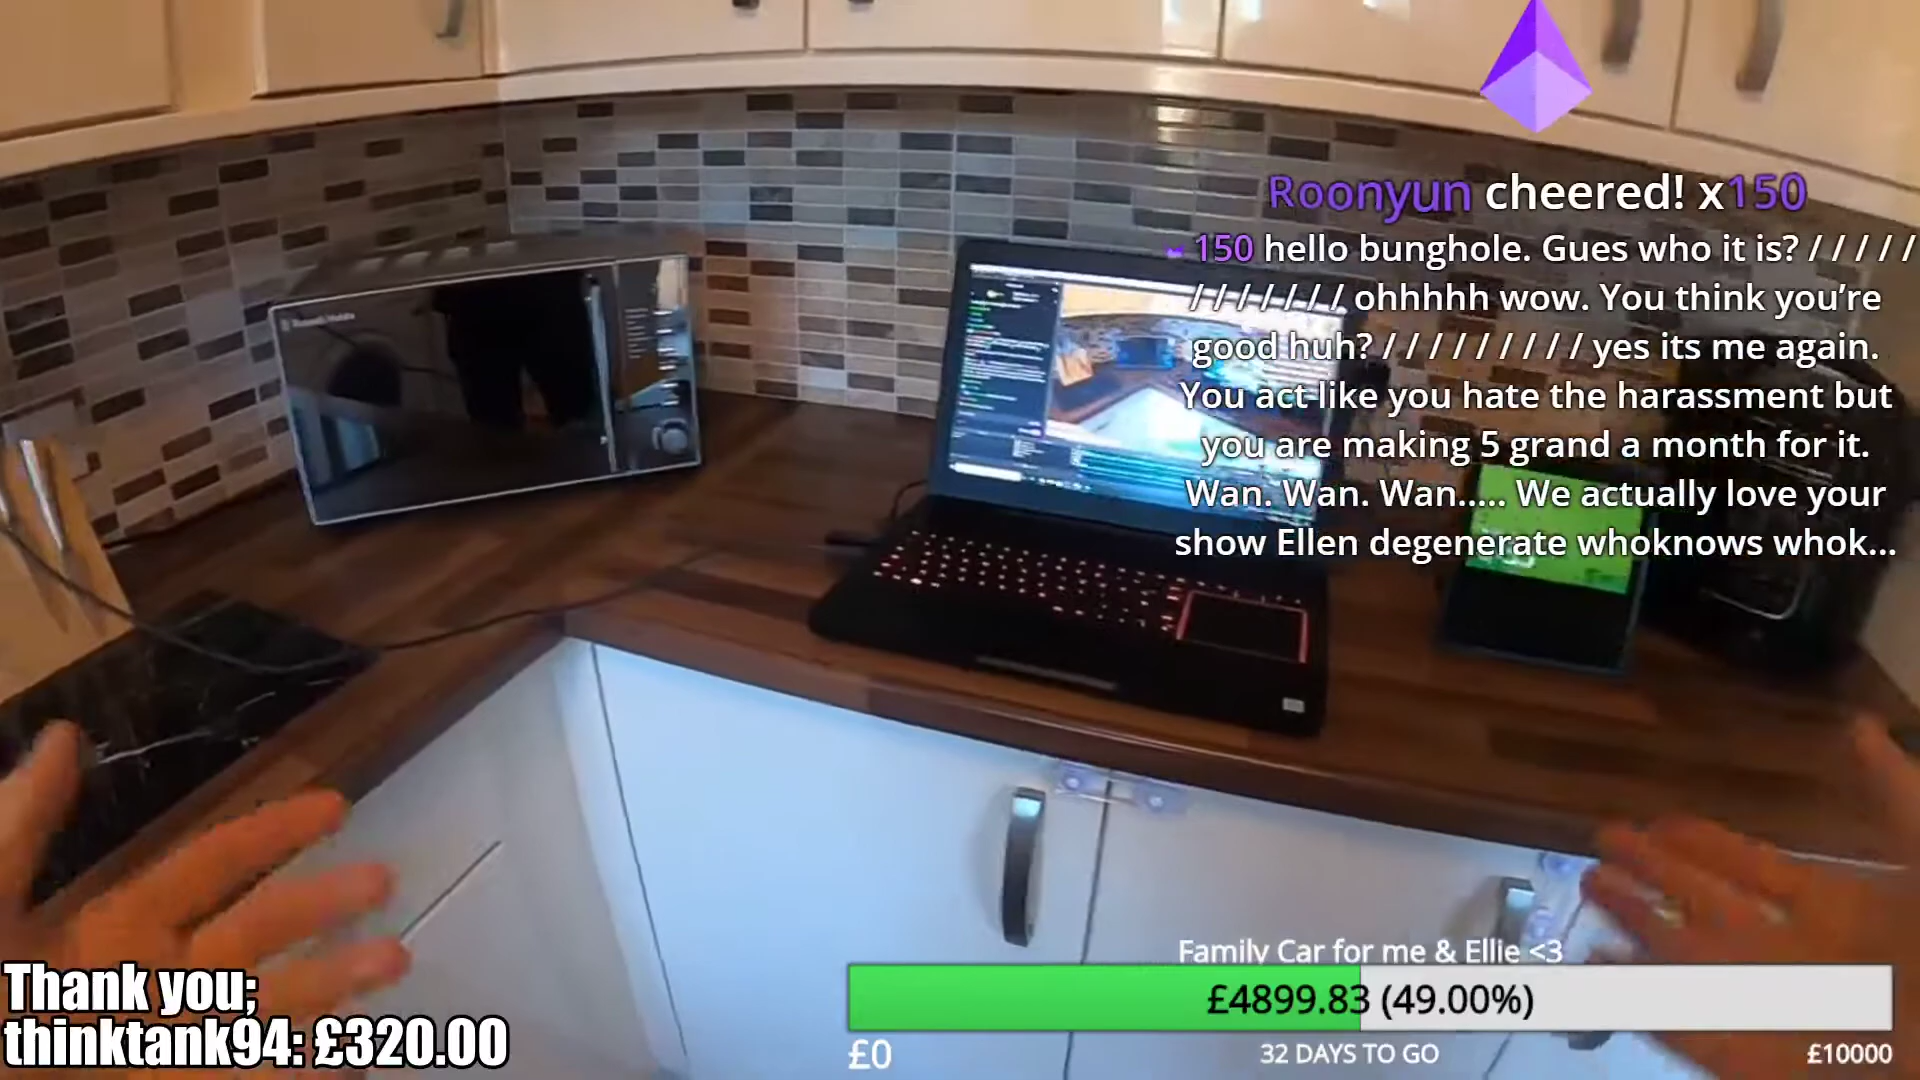 Roonyun cheered! x150
150 hello bunghole. Gues who it is? / / / / /
/ / / / / / / ohhhhh wow. You think you’re
good huh? / / / / / / / / / yes its me again.
You act like you hate the harassment but
you are making 5 grand a month for it.
Wan. Wan. Wan..... We actually love your
show Ellen degenerate whoknows whok...
Family Car for me & Ellie <3
£4899.83 (49.00%)
£0
32 DAYS TO GO
£10000
Thank you;
thinktank94: £320.00